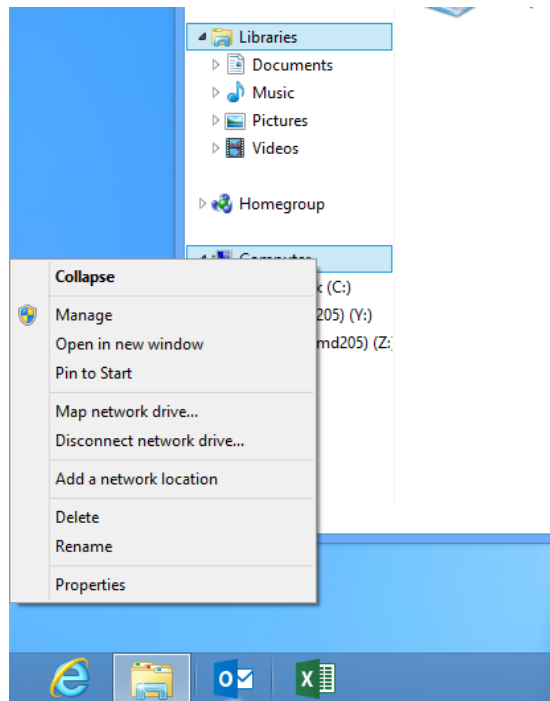 Libraries
Documents
Music
Pictures
Videos
Homegroup
Computer
Collapse
(C:)
Manage
205) (Y:)
Open in new window
md205) (Z:
Pin to Start
Map network drive...
Disconnect network drive...
Add a network location
Delete
Rename
Properties